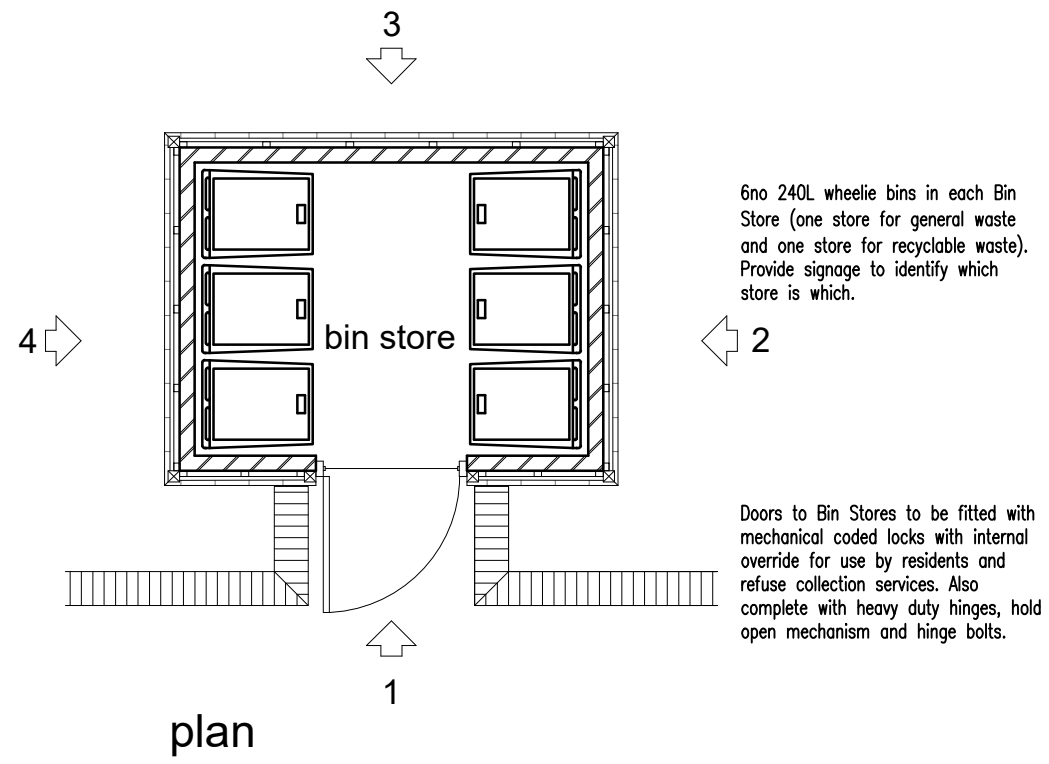 3
6no 240L wheelie bins in each Bin
Store (one store for general waste
and one store for recyclable waste).
Provide signage to identify which
store is which.
4
bin store
2
Doors to Bin Stores to be fitted with
mechanical coded locks with internal
override for use by residents and
refuse collection services. Also
complete with heavy duty hinges, hold
open mechanism and hinge bolts.
1
plan